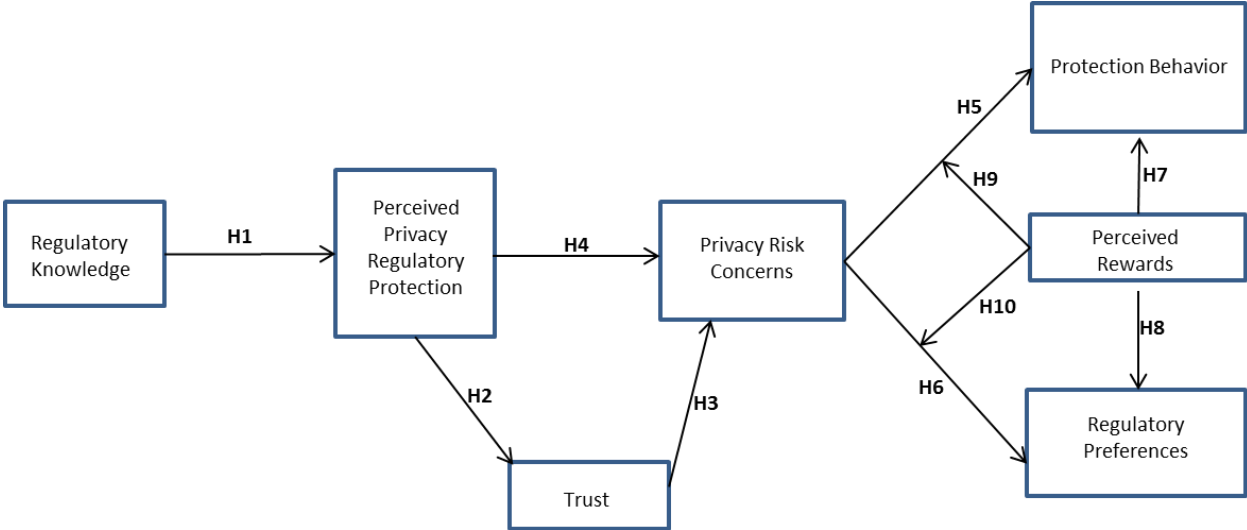 Regulatory
Knowledge
H1
Perceived
Privacy
Regulatory
Protection
H2
Trust
H3
H4
Privacy Risk
Concerns
H5
H6
Protection Behavior
H7
H9
Perceived
Rewards
H10
H8
Regulatory
Preferences